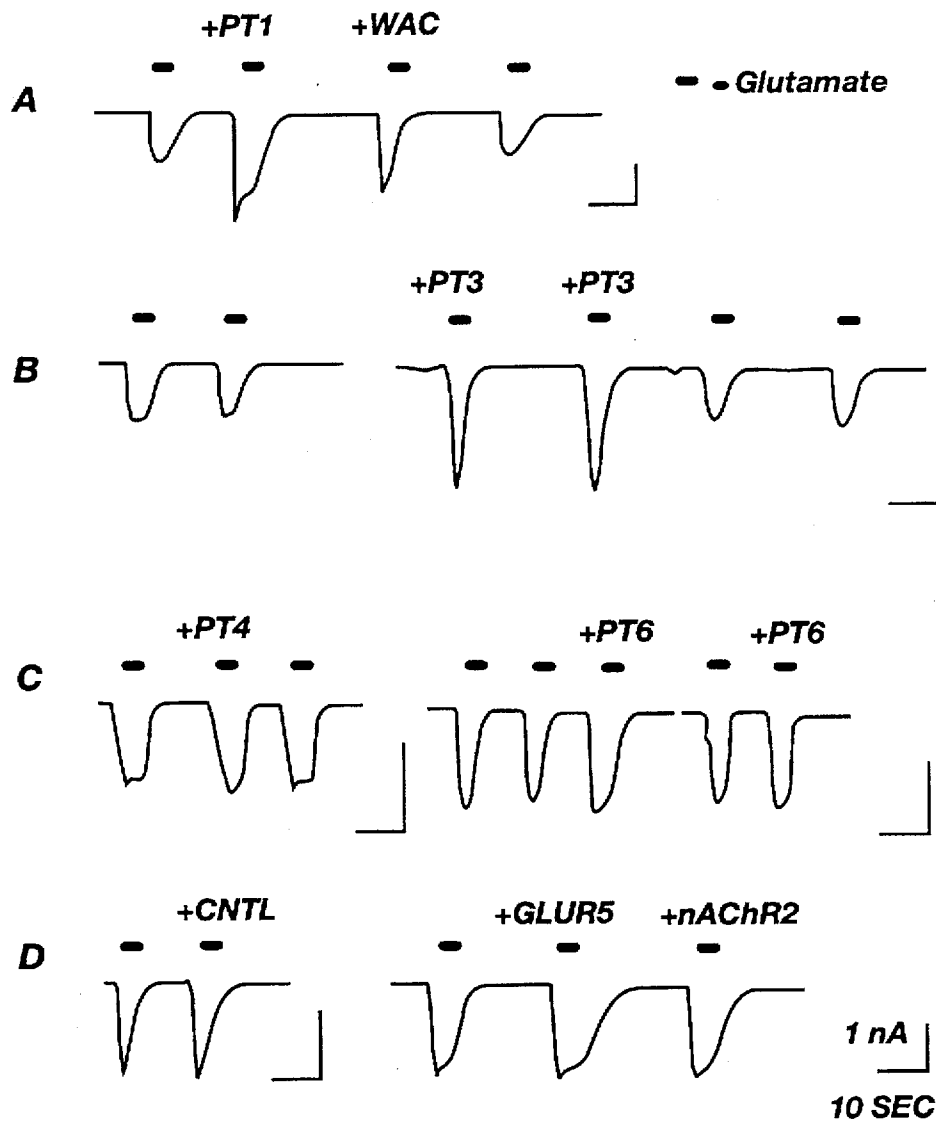 +PT1 +WAC
A Glutamate
+PT3 +PT3
B
+PT4 +PT6 +PT6
C
+CNTL +GLUR5 +nAChR2
D
1 nA
10 SEC